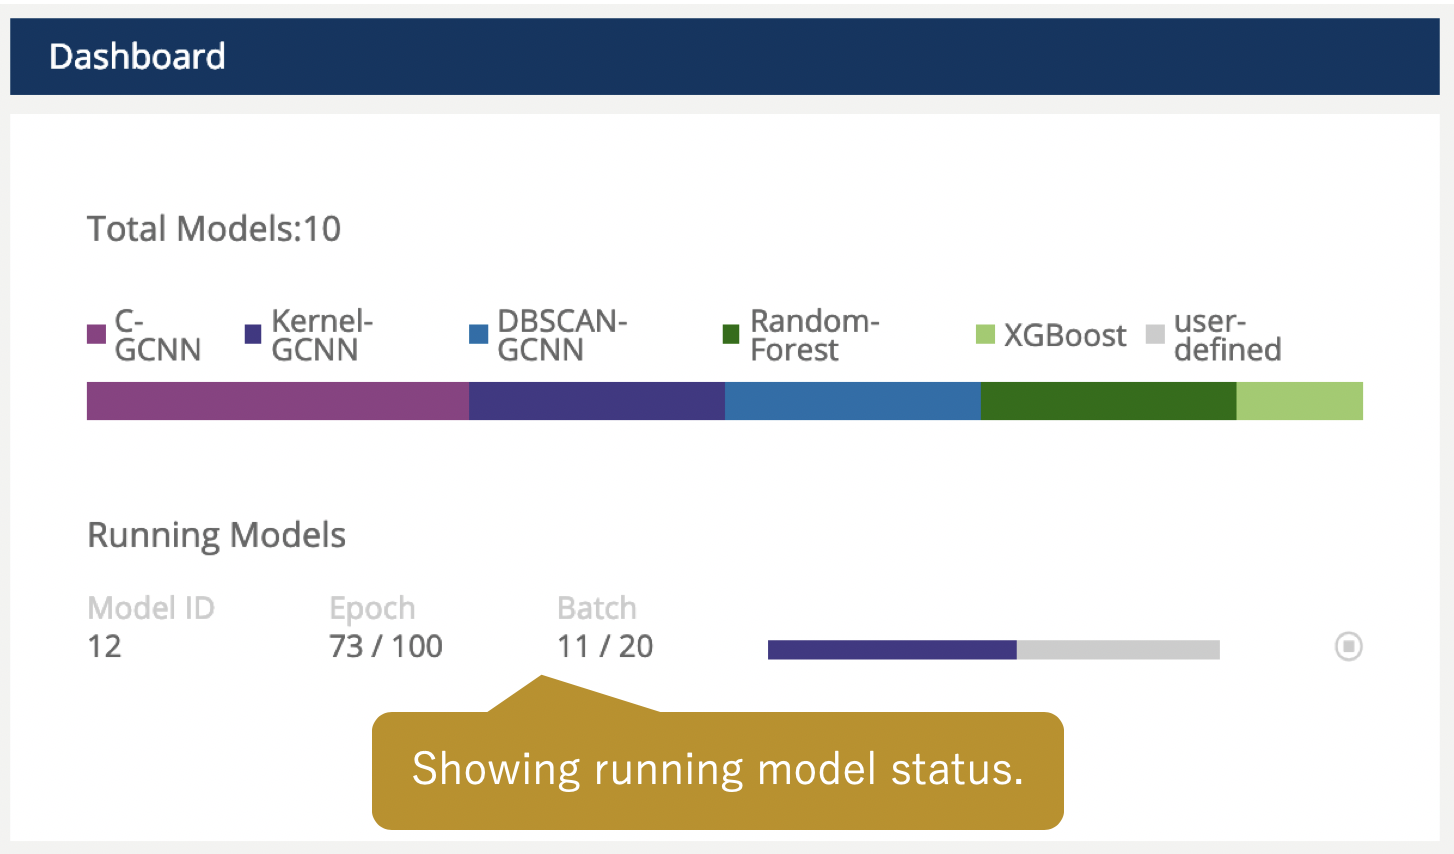 Dashboard
Total Models:10
C-
GCNN
Kernel-
GCNN
DBSCAN-
GCNN
Random-
Forest
XGBoost
user-
defined
Running Models
Model ID
Epoch
Batch
12
73 / 100
11 / 20
Showing running model status.